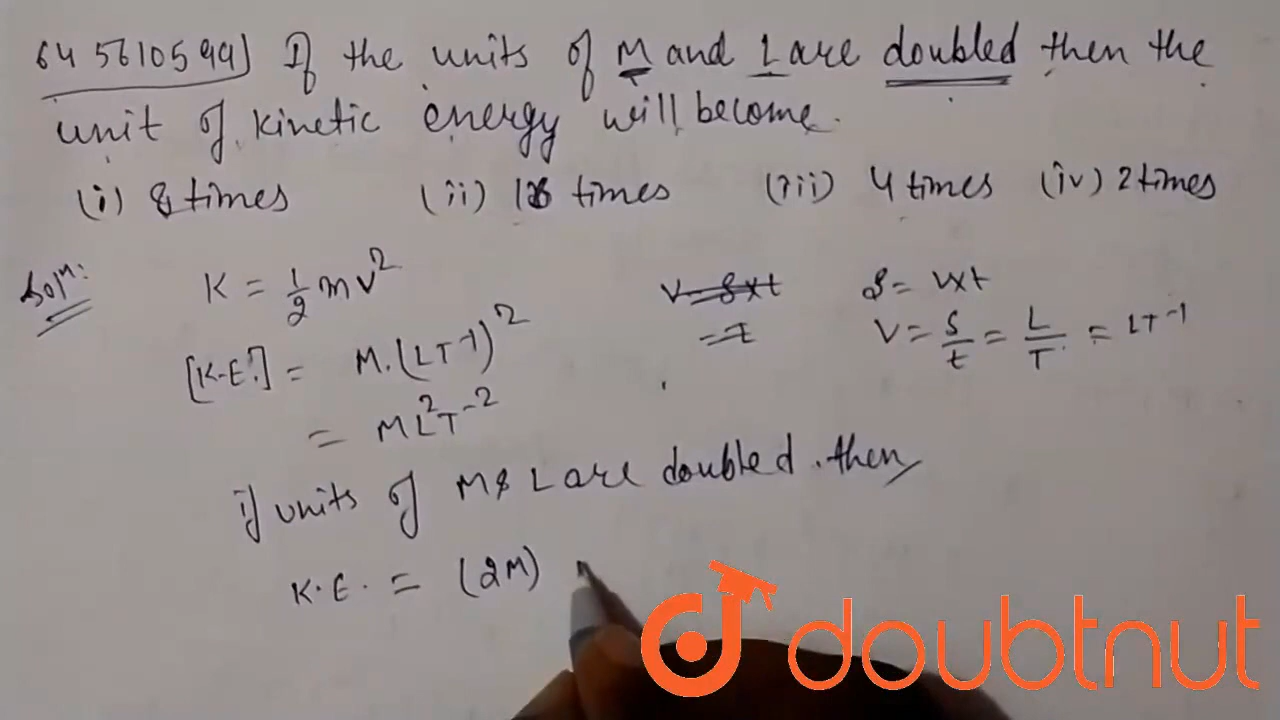 645610599] If the units of M and L are doubled then the
unit of kinetic energy will become.
(i) 8 times (ii) 16 times (iii) 4 times (iv) 2 times
Solⁿ:
K = 1/2 mv²
[K.E.] = M.(LT⁻¹)²
= ML²T⁻²
V = S×t
= t
S = V×t
V = S/t = L/T = LT⁻¹
if units of M & L are doubled. then,
K.E. = (2M)
doubtnut